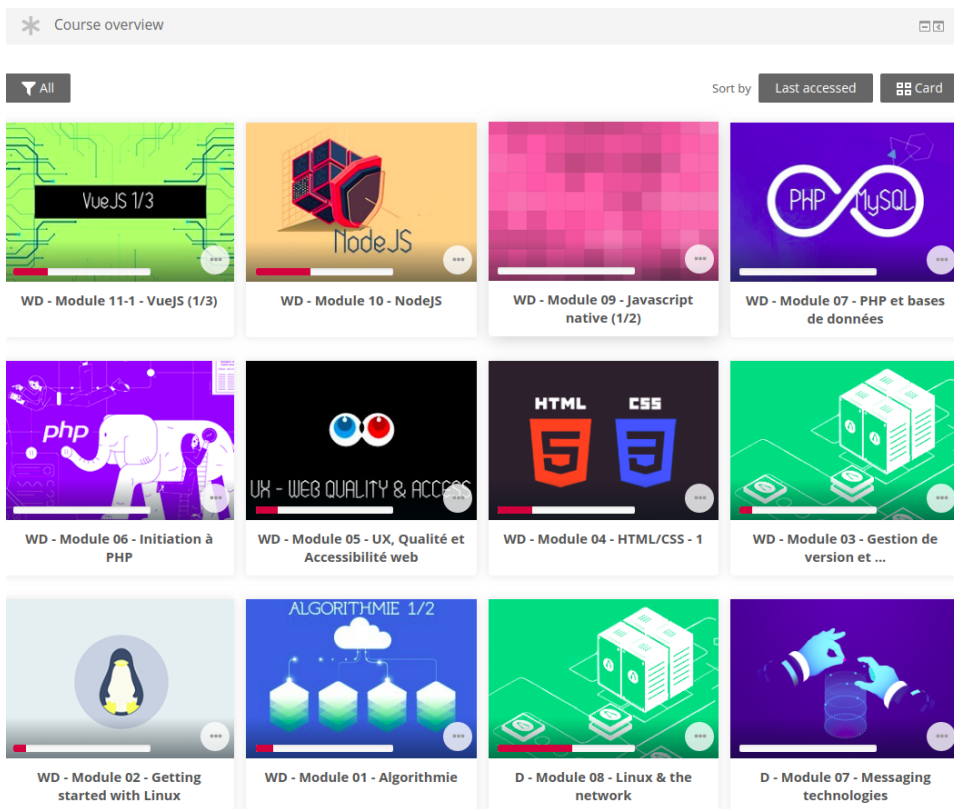 Course overview
All
Sort by
Last accessed
Card
VueJS 1/3
NodeJS
PHP
MySQL
WD - Module 11-1 - VueJS (1/3)
WD - Module 10 - NodeJS
WD - Module 09 - Javascript
native (1/2)
WD - Module 07 - PHP et bases
de données
php
UX - WEB QUALITY & ACCESS
HTML
CSS
5
3
WD - Module 06 - Initiation à
PHP
WD - Module 05 - UX, Qualité et
Accessibilité web
WD - Module 04 - HTML/CSS - 1
WD - Module 03 - Gestion de
version et ...
ALGORITHMIE 1/2
WD - Module 02 - Getting
started with Linux
WD - Module 01 - Algorithmie
D - Module 08 - Linux & the
network
D - Module 07 - Messaging
technologies